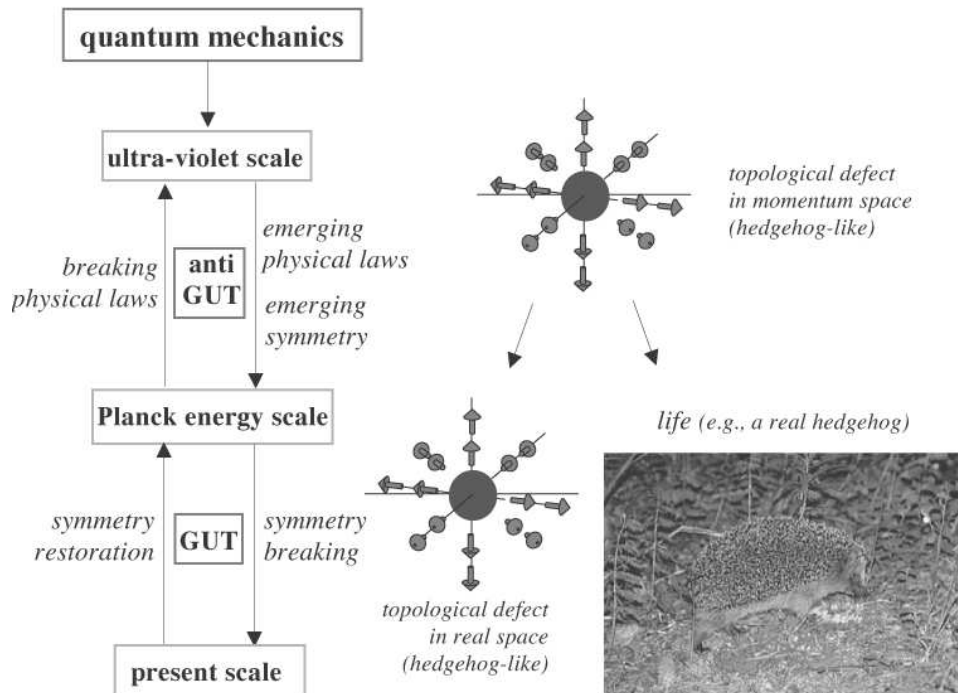 quantum mechanics
ultra-violet scale
breaking
physical laws
anti
GUT
emerging
physical laws
emerging
symmetry
Planck energy scale
symmetry
restoration
GUT
symmetry
breaking
present scale
topological defect
in momentum space
(hedgehog-like)
topological defect
in real space
(hedgehog-like)
life (e.g., a real hedgehog)